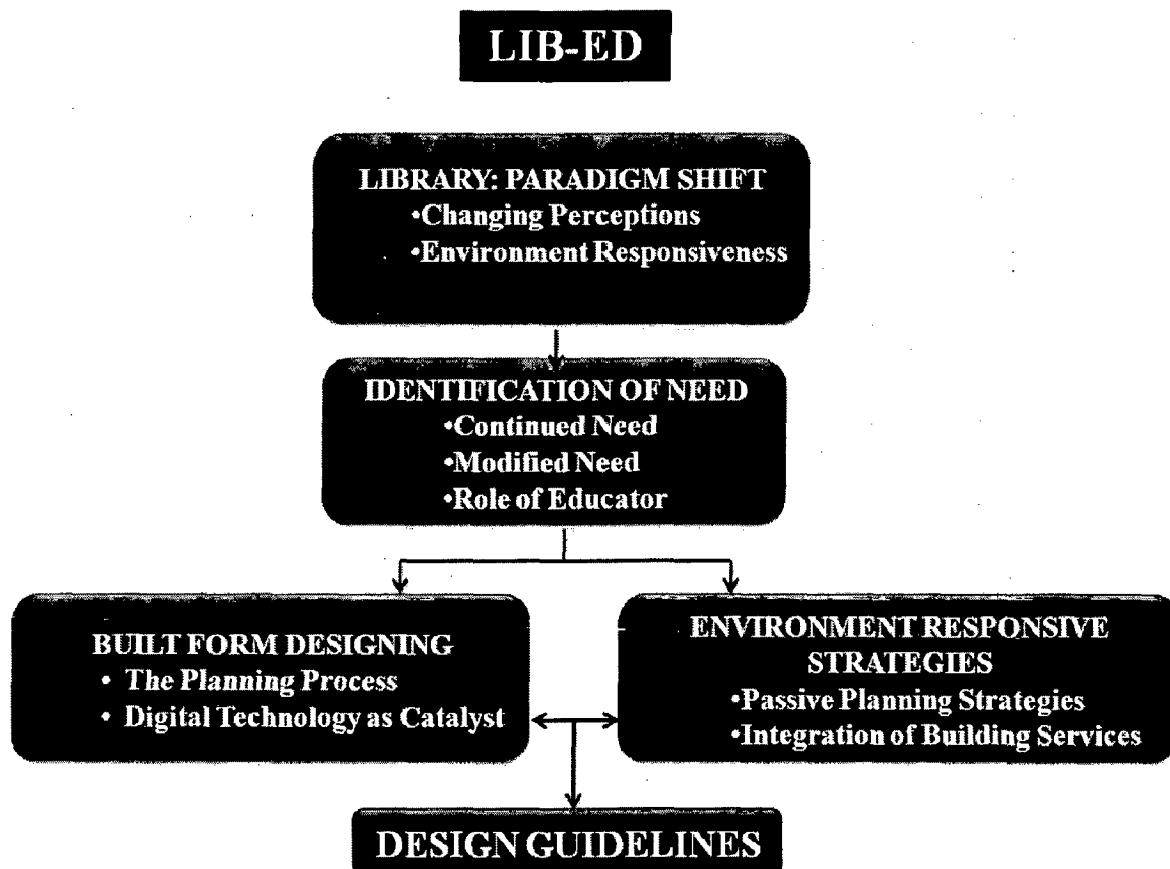 LIB-ED
LIBRARY: PARADIGM SHIFT
•Changing Perceptions
•Environment Responsiveness
IDENTIFICATION OF NEED
•Continued Need
•Modified Need
•Role of Educator
BUILT FORM DESIGNING
• The Planning Process
• Digital Technology as Catalyst
ENVIRONMENT RESPONSIVE
STRATEGIES
•Passive Planning Strategies
•Integration of Building Services
DESIGN GUIDELINES